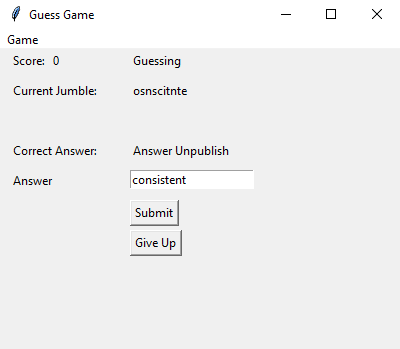 Guess Game
Game
Score: 0 Guessing
Current Jumble: osnscitnte
Correct Answer: Answer Unpublish
Answer consistent
Submit
Give Up